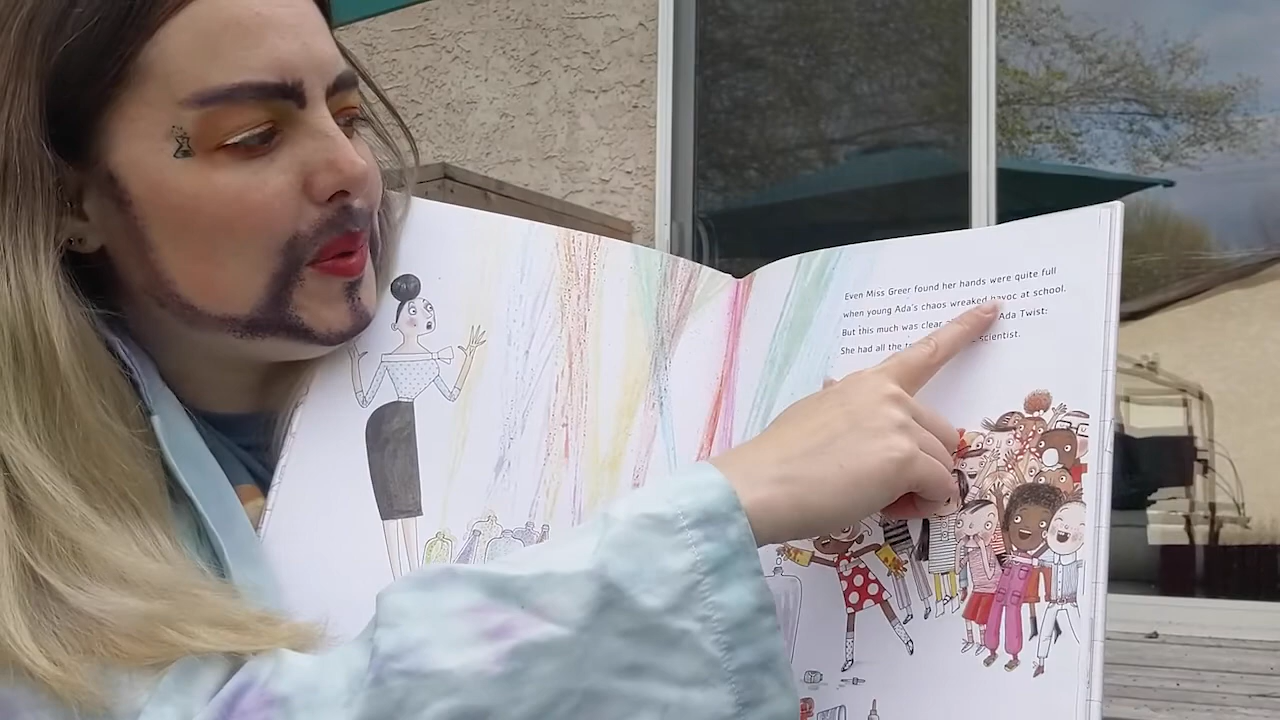 Even Miss Greer found her hands were quite full
when young Ada's chaos wreaked havoc at school.
But this much was clear Ada Twist:
She had all the scientist.